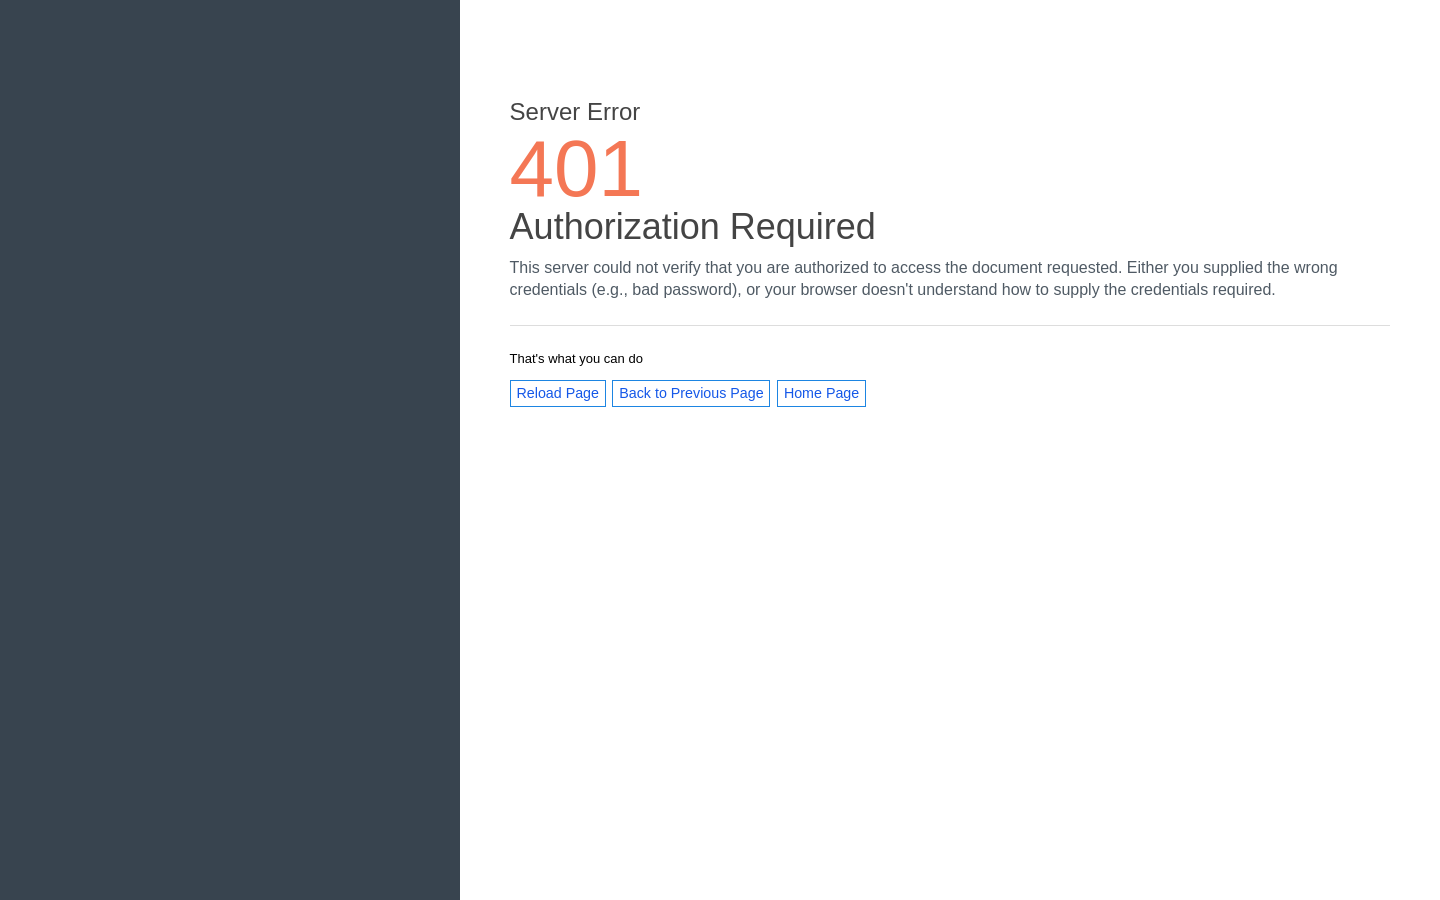 Server Error
401
Authorization Required
This server could not verify that you are authorized to access the document requested. Either you supplied the wrong
credentials (e.g., bad password), or your browser doesn't understand how to supply the credentials required.
That's what you can do
Reload Page Back to Previous Page Home Page